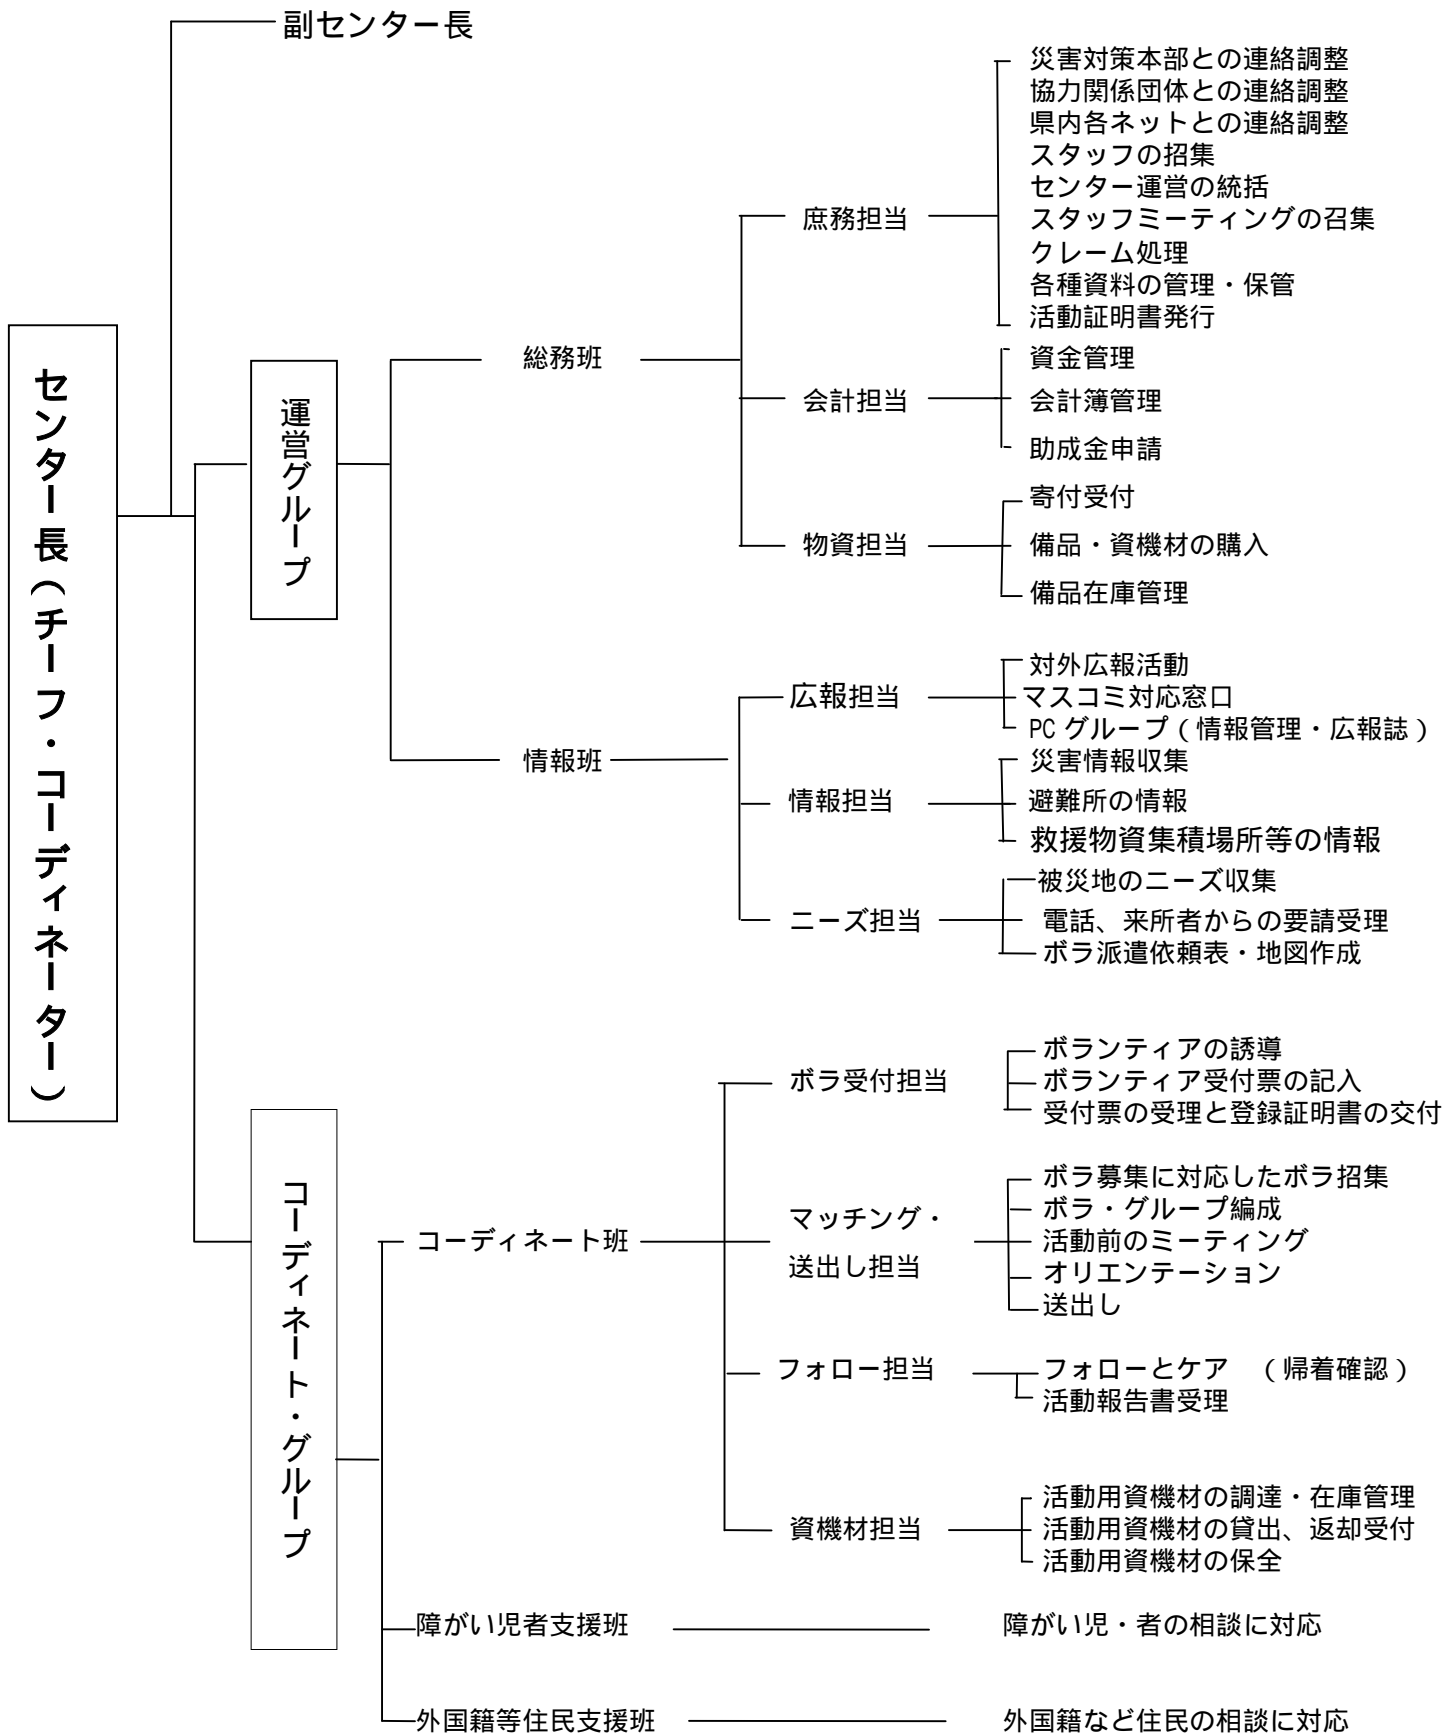 副センター長
災害対策本部との連絡調整
協力関係団体との連絡調整
県内各ネットとの連絡調整
スタッフの招集
センター運営の統括
庶務担当
スタッフミーティングの召集
クレーム処理
各種資料の管理・保管
活動証明書発行
センター長（チーフ・コーディネーター）
運営グループ
総務班
資金管理
会計担当
会計簿管理
助成金申請
寄付受付
物資担当
備品・資機材の購入
備品在庫管理
対外広報活動
広報担当
マスコミ対応窓口
PCグループ（情報管理・広報誌）
情報班
災害情報収集
情報担当
避難所の情報
救援物資集積場所等の情報
被災地のニーズ収集
ニーズ担当
電話、来所者からの要請受理
ボラ派遣依頼表・地図作成
ボランティアの誘導
ボラ受付担当
ボランティア受付票の記入
受付票の受理と登録証明書の交付
コーディネート・グループ
コーディネート班
マッチング・
送出し担当
ボラ募集に対応したボラ招集
ボラ・グループ編成
活動前のミーティング
オリエンテーション
送出し
フォロー担当
フォローとケア　（帰着確認）
活動報告書受理
活動用資機材の調達・在庫管理
資機材担当
活動用資機材の貸出、返却受付
活動用資機材の保全
障がい児者支援班
障がい児・者の相談に対応
外国籍等住民支援班
外国籍など住民の相談に対応